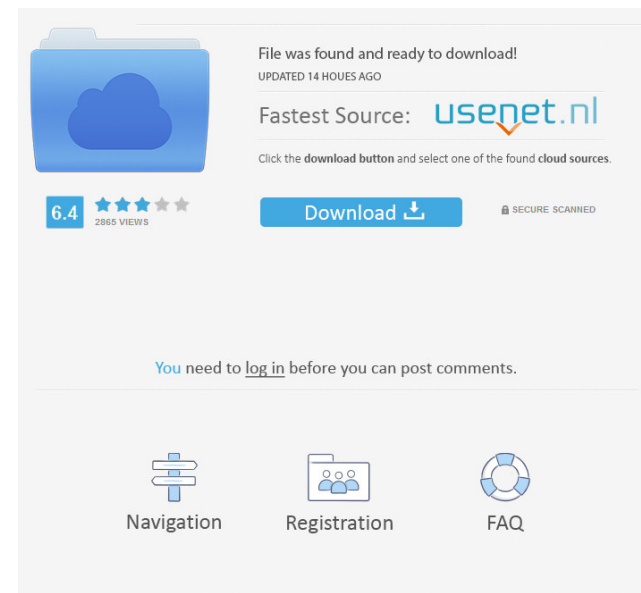 File was found and ready to download!
UPDATED 14 HOUES AGO
Fastest Source: usenet.nl
Click the download button and select one of the found cloud sources.
6.4
2865 VIEWS
Download
SECURE SCANNED
You need to log in before you can post comments.
Navigation
Registration
FAQ